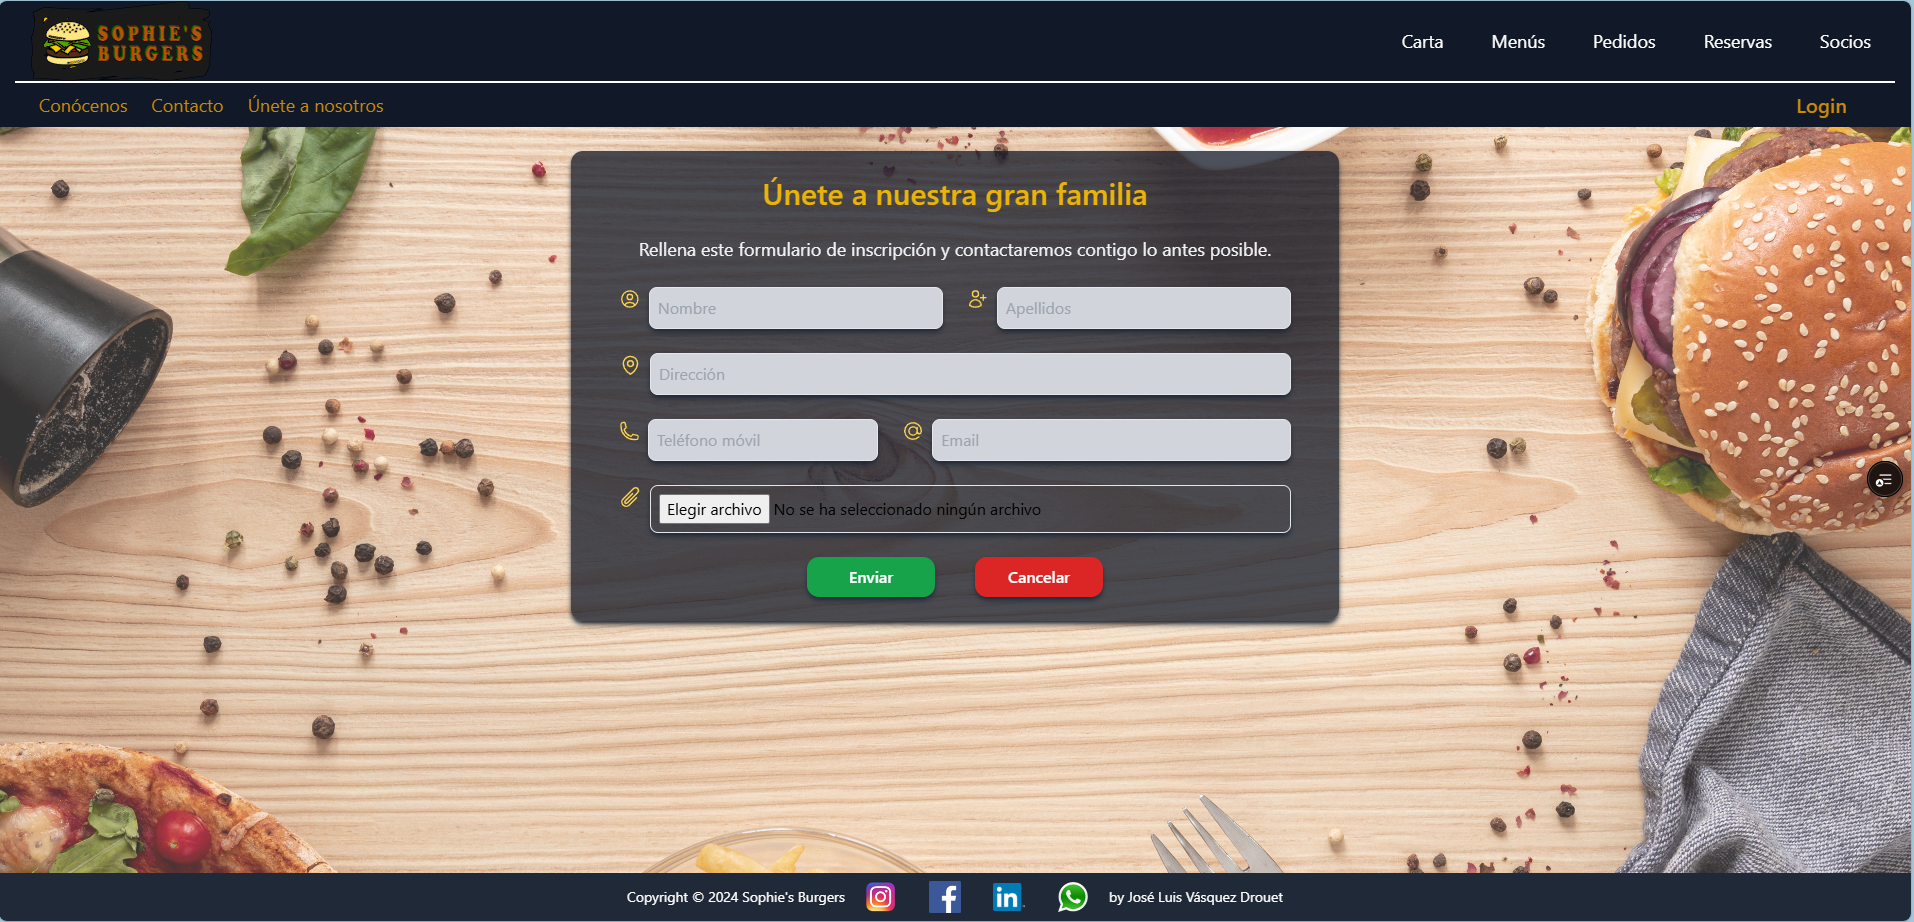 SOPHIE'S
BURGERS
Carta Menús Pedidos Reservas Socios
Conócenos Contacto Únete a nosotros Login
Únete a nuestra gran familia
Rellena este formulario de inscripción y contactaremos contigo lo antes posible.
Nombre Apellidos
Dirección
Teléfono móvil Email
Elegir archivo No se ha seleccionado ningún archivo
Enviar Cancelar
Copyright © 2024 Sophie's Burgers in by José Luis Vásquez Drouet